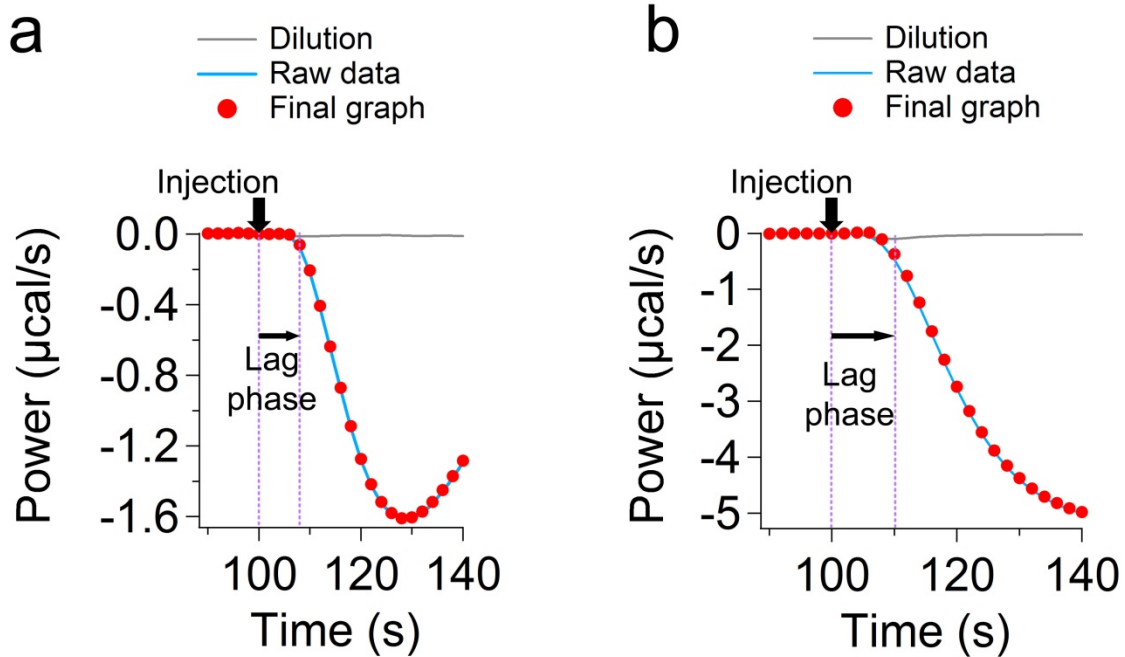 a
Dilution
Raw data
Final graph
Injection
0.0
-0.4
-0.8
-1.2
-1.6
Power (µcal/s)
Lag
phase
100
120
140
Time (s)
b
Dilution
Raw data
Final graph
Injection
0
-1
-2
-3
-4
-5
Power (µcal/s)
Lag
phase
100
120
140
Time (s)